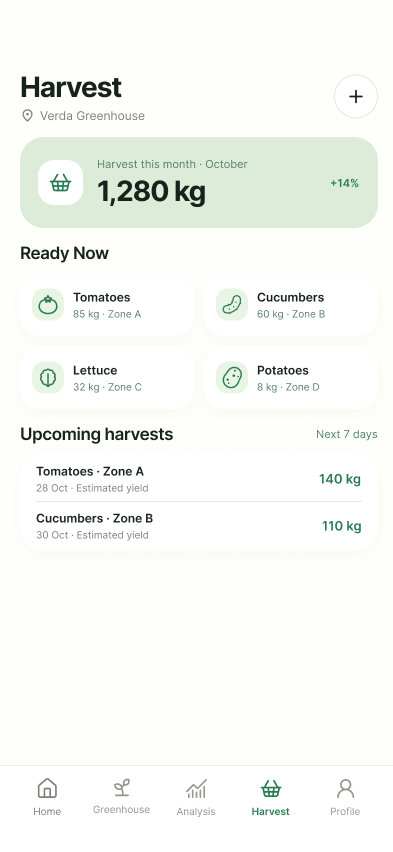 Harvest
Verda Greenhouse
Harvest this month · October
1,280 kg
+14%
Ready Now
Tomatoes
85 kg · Zone A
Cucumbers
60 kg · Zone B
Lettuce
32 kg · Zone C
Potatoes
8 kg · Zone D
Upcoming harvests
Next 7 days
Tomatoes · Zone A
28 Oct · Estimated yield
140 kg
Cucumbers · Zone B
30 Oct · Estimated yield
110 kg
Home
Greenhouse
Analysis
Harvest
Profile